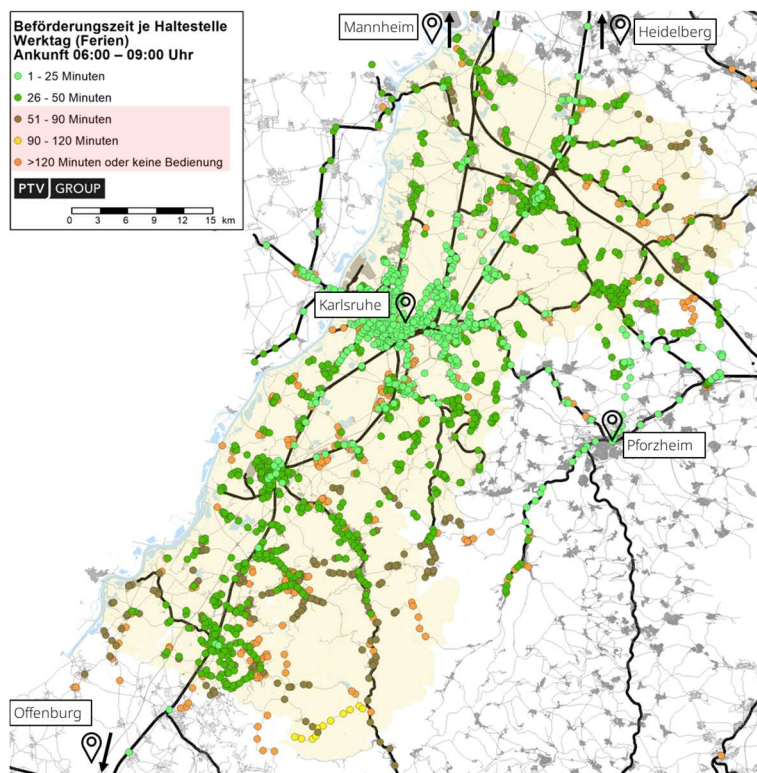 Beförderungszeit je Haltestelle
Werktag (Ferien)
Ankunft 06:00 – 09:00 Uhr
1 - 25 Minuten
26 - 50 Minuten
51 - 90 Minuten
90 - 120 Minuten
>120 Minuten oder keine Bedienung
PTV GROUP
0 3 6 9 12 15 km
Mannheim
Heidelberg
Karlsruhe
Pforzheim
Offenburg